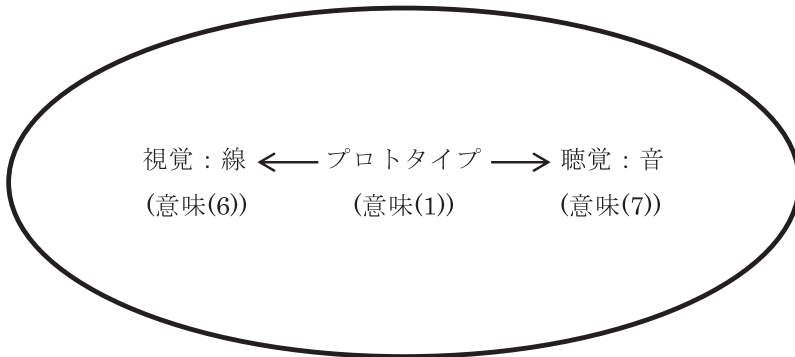 視覚：線 ← プロトタイプ → 聴覚：音
(意味(6)) (意味(1)) (意味(7))